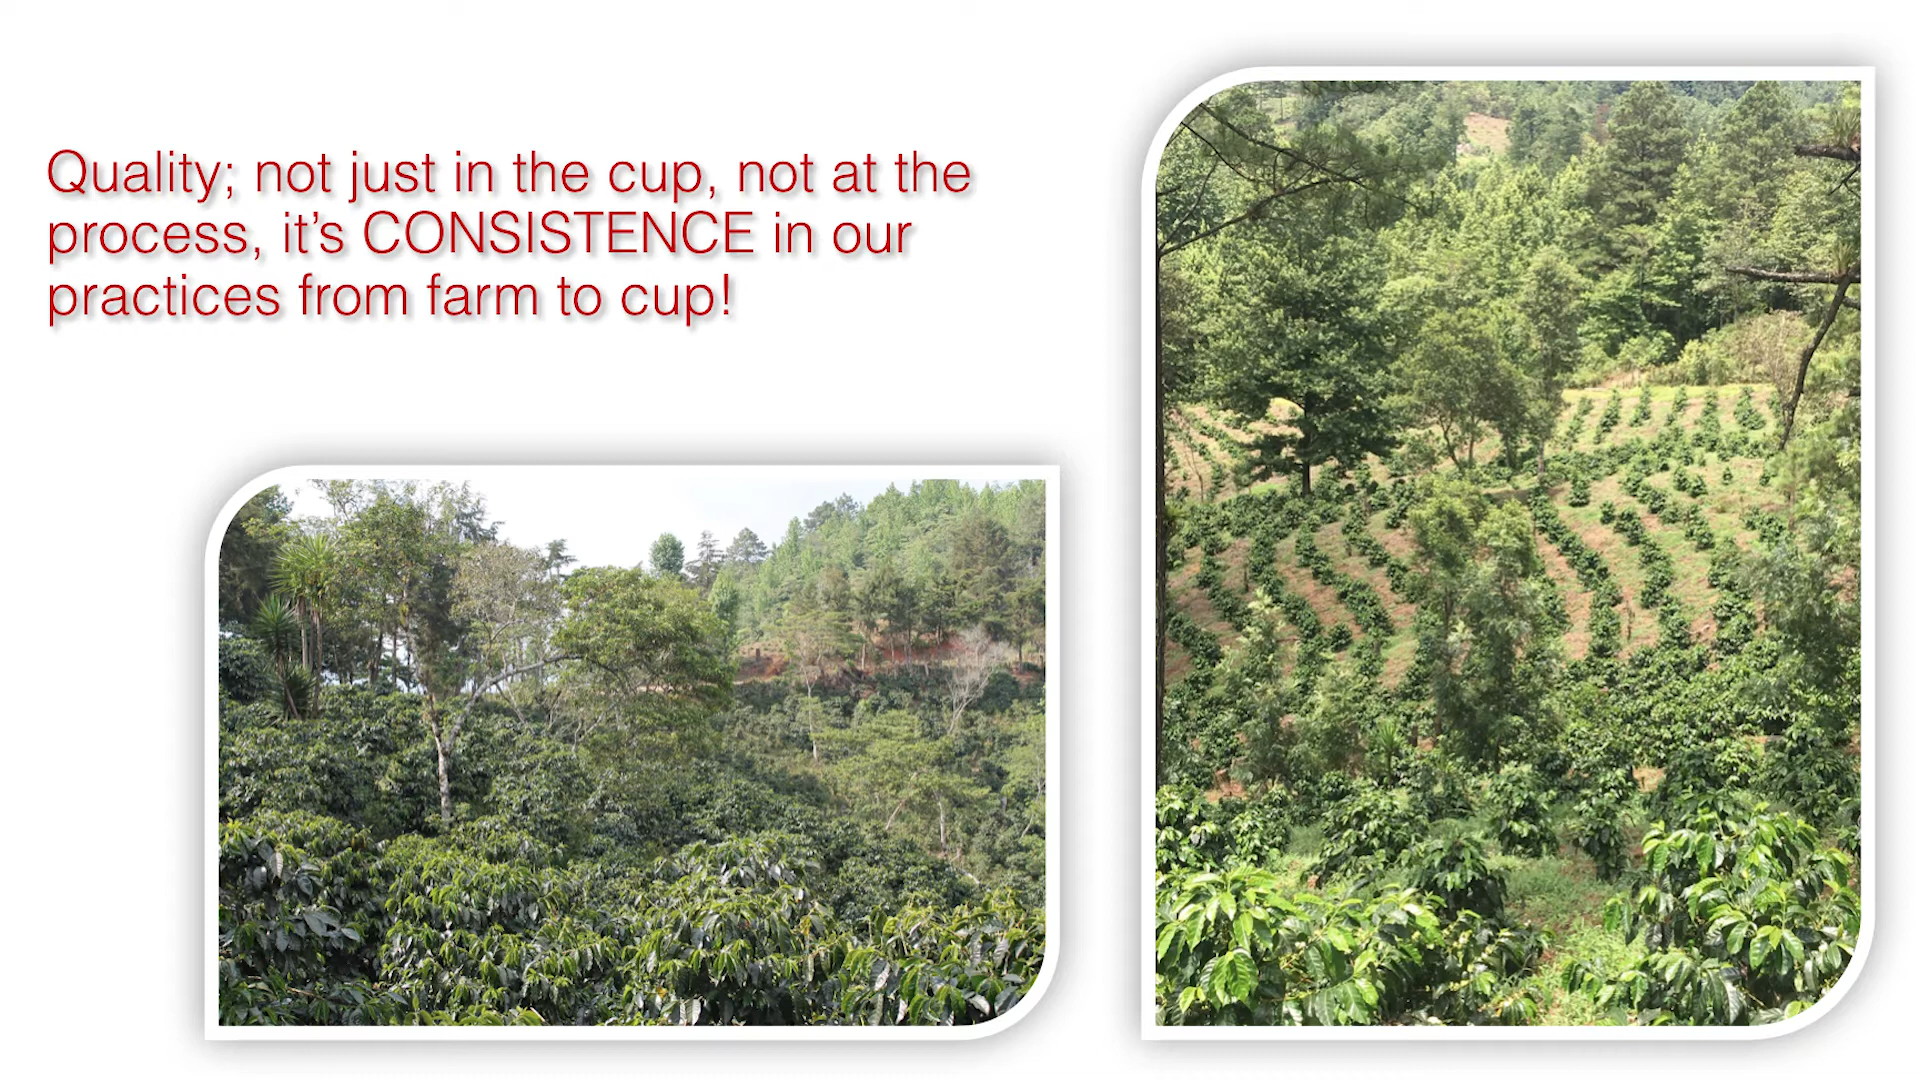 Quality; not just in the cup, not at the
process, it’s CONSISTENCE in our
practices from farm to cup!